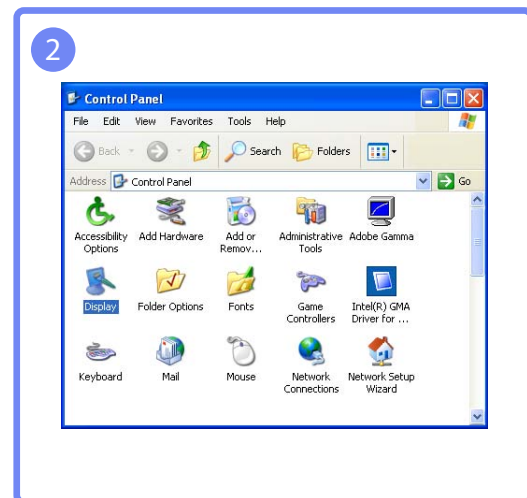 2
Control Panel
File Edit View Favorites Tools Help
Back Search Folders
Address Control Panel Go
Accessibility Options Add Hardware Add or Remov... Administrative Tools Adobe Gamma
Display Folder Options Fonts Game Controllers Intel(R) GMA Driver for ...
Keyboard Mail Mouse Network Connections Network Setup Wizard